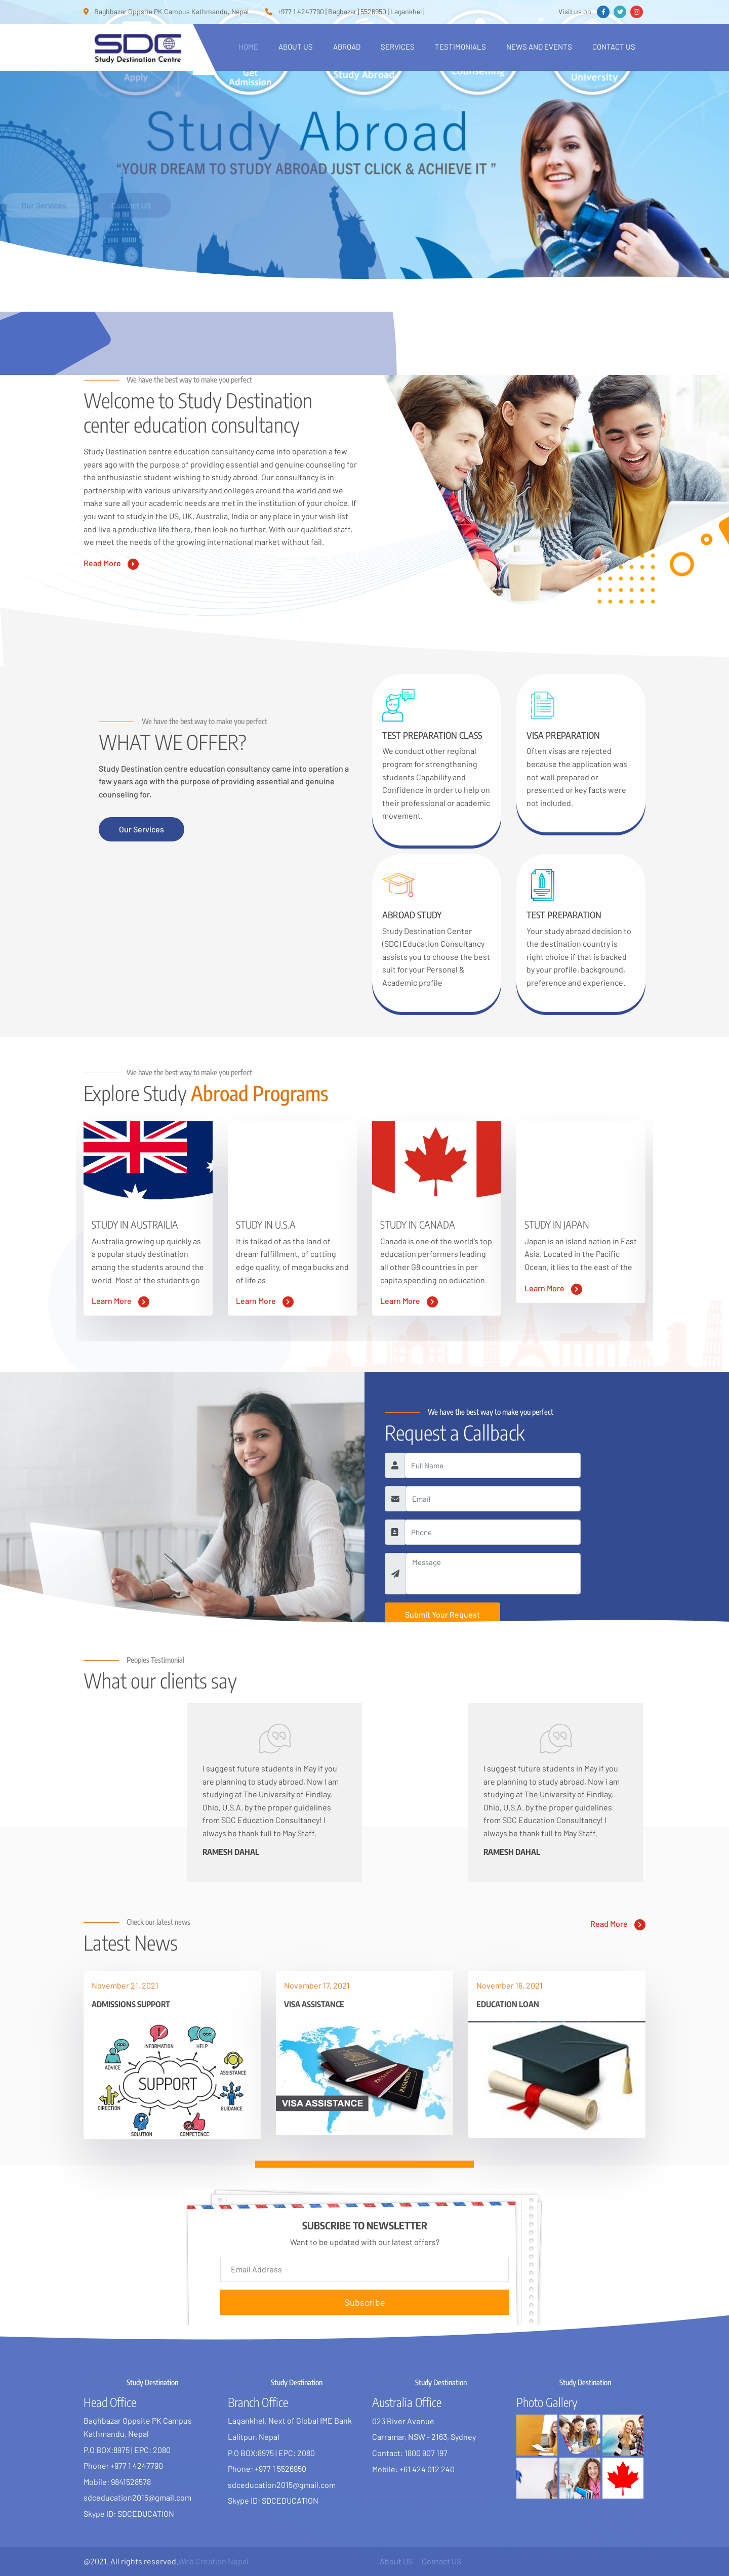 Baghbazar Oppsite PK Campus Kathmandu, Nepal
+977 1 4247790 [Bagbazar] 5526950 [Lagankhel]
Visit us on
SDC
Study Destination Centre
HOME
ABOUT US
ABROAD
SERVICES
TESTIMONIALS
NEWS AND EVENTS
CONTACT US
Apply
Get
Admission
Study Abroad
Counselling
University
Study Abroad
“YOUR DREAM TO STUDY ABROAD JUST CLICK & ACHIEVE IT ”
Our Services
Contact US
We have the best way to make you perfect
Welcome to Study Destination
center education consultancy
Study Destination centre education consultancy came into operation a few
years ago with the purpose of providing essential and genuine counseling for
the enthusiastic student wishing to study abroad. Our consultancy is in
partnership with various university and colleges around the world and we
make sure all your academic needs are met in the institution of your choice. If
you want to study in the US, UK, Australia, India or any place in your wish list
and live a productive life there, then look no further. With our qualified staff,
we meet the needs of the growing international market without fail.
Read More
We have the best way to make you perfect
WHAT WE OFFER?
Study Destination centre education consultancy came into operation a
few years ago with the purpose of providing essential and genuine
counseling for.
Our Services
TEST PREPARATION CLASS
We conduct other regional
program for strengthening
students Capability and
Confidence in order to help on
their professional or academic
movement.
VISA PREPARATION
Often visas are rejected
because the application was
not well prepared or
presented or key facts were
not included.
ABROAD STUDY
Study Destination Center
(SDC) Education Consultancy
assists you to choose the best
suit for your Personal &
Academic profile
TEST PREPARATION
Your study abroad decision to
the destination country is
right choice if that is backed
by your profile, background,
preference and experience.
We have the best way to make you perfect
Explore Study Abroad Programs
STUDY IN AUSTRAILIA
Australia growing up quickly as
a popular study destination
among the students around the
world. Most of the students go
Learn More
STUDY IN U.S.A
It is talked of as the land of
dream fulfillment, of cutting
edge quality, of mega bucks and
of life as
Learn More
STUDY IN CANADA
Canada is one of the world's top
education performers leading
all other G8 countries in per
capita spending on education.
Learn More
STUDY IN JAPAN
Japan is an island nation in East
Asia. Located in the Pacific
Ocean, it lies to the east of the
Learn More
We have the best way to make you perfect
Request a Callback
Full Name
Email
Phone
Message
Submit Your Request
Peoples Testimonial
What our clients say
I suggest future students in May if you
are planning to study abroad, Now I am
studying at The University of Findlay,
Ohio, U.S.A. by the proper guidelines
from SDC Education Consultancy! I
always be thank full to May Staff.
RAMESH DAHAL
I suggest future students in May if you
are planning to study abroad, Now i am
studying at The University of Findlay,
Ohio, U.S.A. by the proper guidelines
from SDC Education Consultancy! I
always be thank full to May Staff.
RAMESH DAHAL
Check our latest news
Latest News
Read More
November 21, 2021
ADMISSIONS SUPPORT
INFORMATION
HELP
ADVICE
ASSISTANCE
SUPPORT
DIRECTION
GUIDANCE
SOLUTION
COMPETENCE
November 17, 2021
VISA ASSISTANCE
VISA ASSISTANCE
November 16, 2021
EDUCATION LOAN
SUBSCRIBE TO NEWSLETTER
Want to be updated with our latest offers?
Email Address
Subscribe
Study Destination
Head Office
Baghbazar Oppsite PK Campus
Kathmandu, Nepal
P.O BOX:8975 | EPC: 2080
Phone: +977 1 4247790
Mobile: 9841528578
sdceducation2015@gmail.com
Skype ID: SDCEDUCATION
Study Destination
Branch Office
Lagankhel, Next of Global IME Bank
Lalitpur, Nepal
P.O BOX:8975 | EPC: 2080
Phone: +977 1 5526950
sdceducation2015@gmail.com
Skype ID: SDCEDUCATION
Study Destination
Australia Office
023 River Avenue
Carramar, NSW - 2163, Sydney
Contact: 1800 907 197
Mobile: +61 424 012 240
Study Destination
Photo Gallery
@2021. All rights reserved.Web Creation Nepal
About US
Contact US